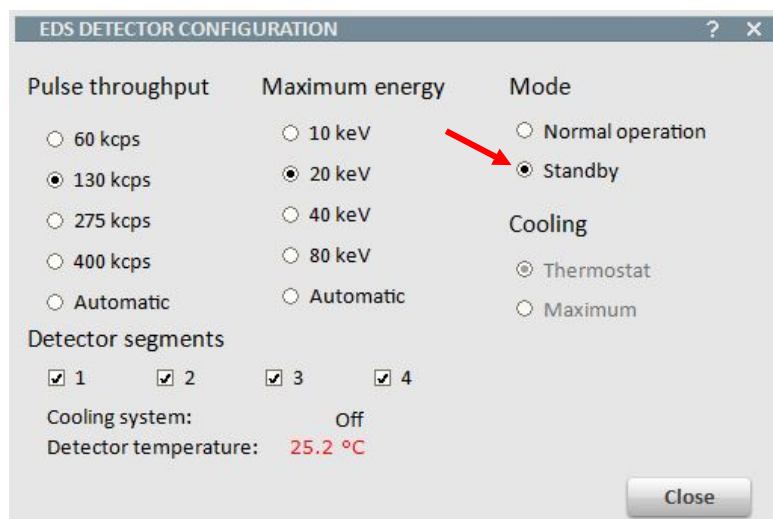 EDS DETECTOR CONFIGURATION ? ×
Pulse throughput
60 kcps
130 kcps
275 kcps
400 kcps
Automatic
Maximum energy
10 keV
20 keV
40 keV
80 keV
Automatic
Mode
Normal operation
Standby
Cooling
Thermostat
Maximum
Detector segments
1 2 3 4
Cooling system: Off
Detector temperature: 25.2 °C
Close